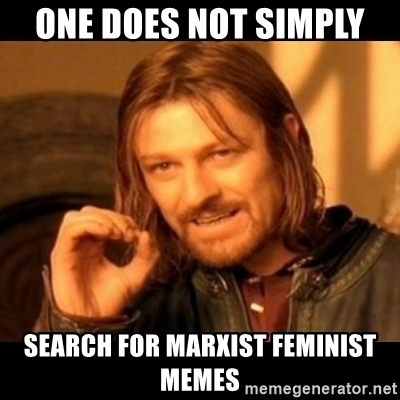 ONE DOES NOT SIMPLY
SEARCH FOR MARXIST FEMINIST
MEMES
memegenerator.net